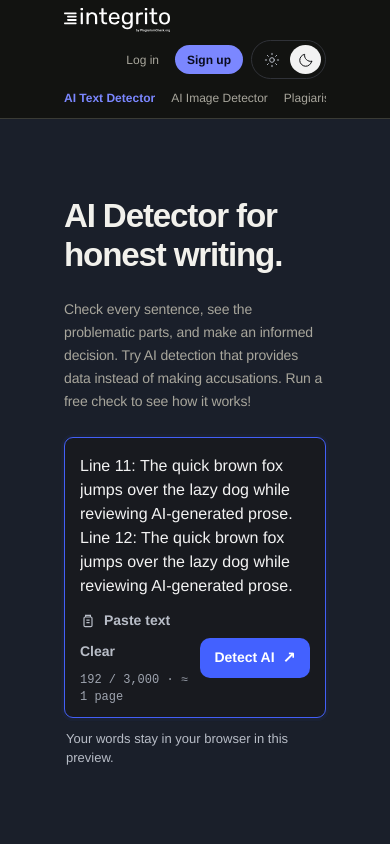 integrito
by PlagiarismCheck.org
Log in
Sign up
AI Text Detector
AI Image Detector
Plagiaris
AI Detector for
honest writing.
Check every sentence, see the
problematic parts, and make an informed
decision. Try AI detection that provides
data instead of making accusations. Run a
free check to see how it works!
Line 11: The quick brown fox
jumps over the lazy dog while
reviewing AI-generated prose.
Line 12: The quick brown fox
jumps over the lazy dog while
reviewing AI-generated prose.
Paste text
Clear
Detect AI ↗
192 / 3,000 · ≈
1 page
Your words stay in your browser in this
preview.